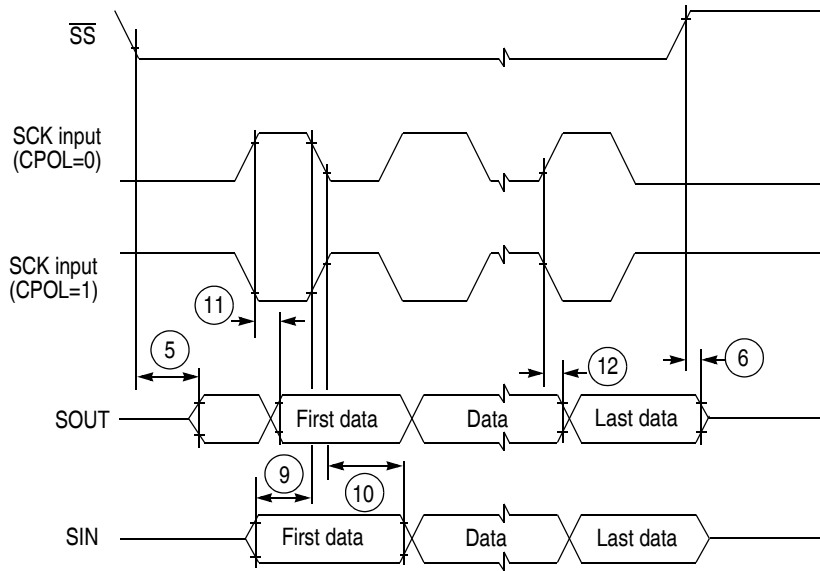 SS
SCK input
(CPOL=0)
SCK input
(CPOL=1)
11
5
12
6
SOUT
First data
Data
Last data
9
10
SIN
First data
Data
Last data